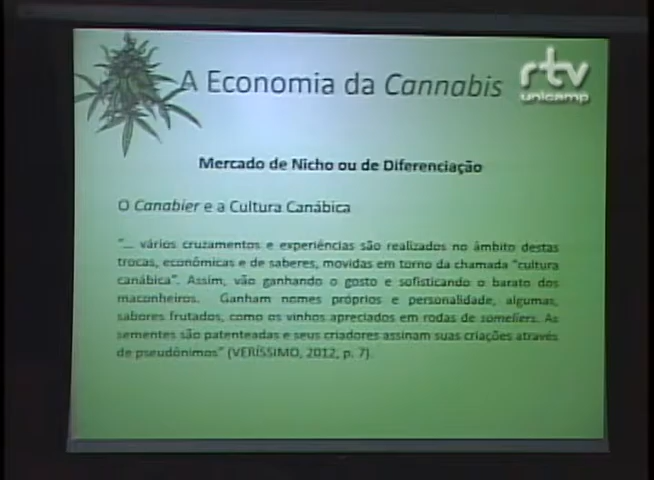 A Economia da Cannabis
rtv
unicamp
Mercado de Nicho ou de Diferenciação
O Canabier e a Cultura Canábica
"... vários cruzamentos e experiências são realizados no âmbito destas
trocas, econômicas e de saberes, movidas em torno da chamada "cultura
canábica". Assim, vão ganhando o gosto e sofisticando o barato dos
maconheiros. Ganham nomes próprios e personalidade, algumas,
sabores frutados, como os vinhos apreciados em rodas de someliers. As
sementes são patenteadas e seus criadores assinam suas criações através
de pseudônimos" (VERÍSSIMO, 2012, p. 7).